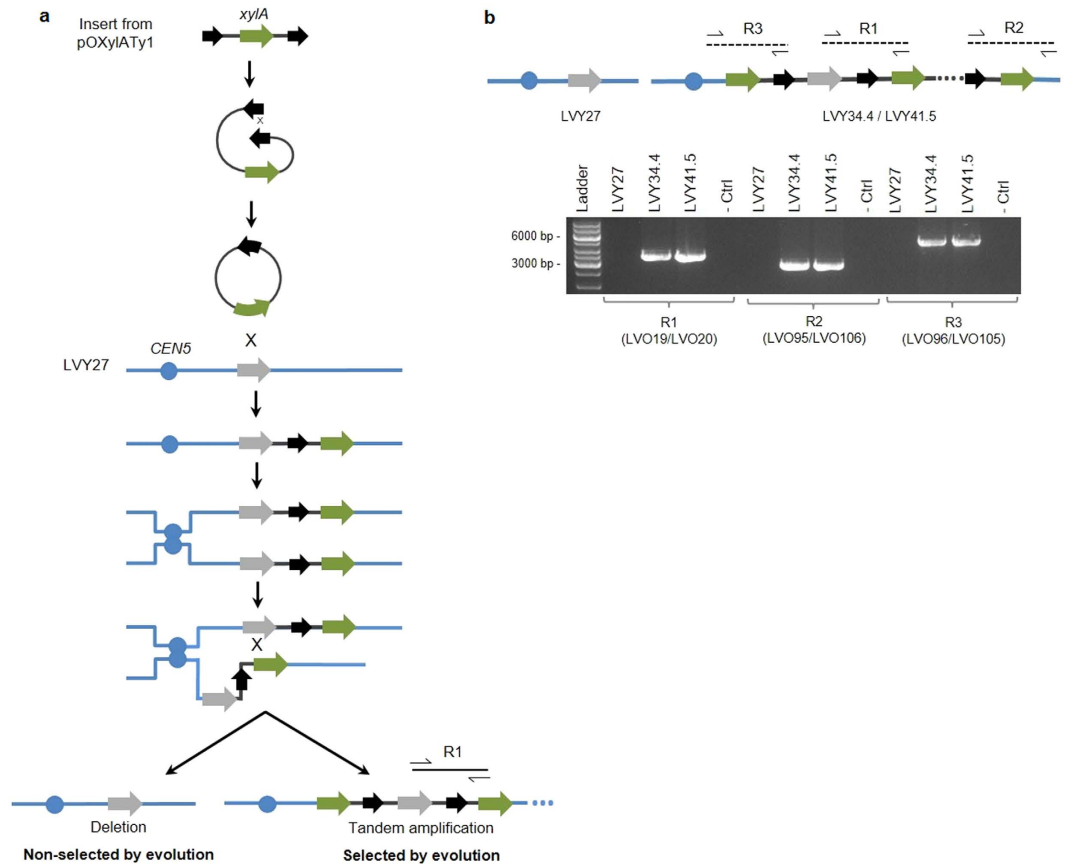 a
Insert from
pOXylATy1
xylA
x
X
CEN5
LVY27
X
R1
Deletion
Tandem amplification
Non-selected by evolution
Selected by evolution
b
R3
R1
R2
LVY27
LVY34.4 / LVY41.5
Ladder
LVY27
LVY34.4
LVY41.5
- Ctrl
LVY27
LVY34.4
LVY41.5
- Ctrl
LVY27
LVY34.4
LVY41.5
- Ctrl
6000 bp -
3000 bp -
R1
(LVO19/LVO20)
R2
(LVO95/LVO106)
R3
(LVO96/LVO105)